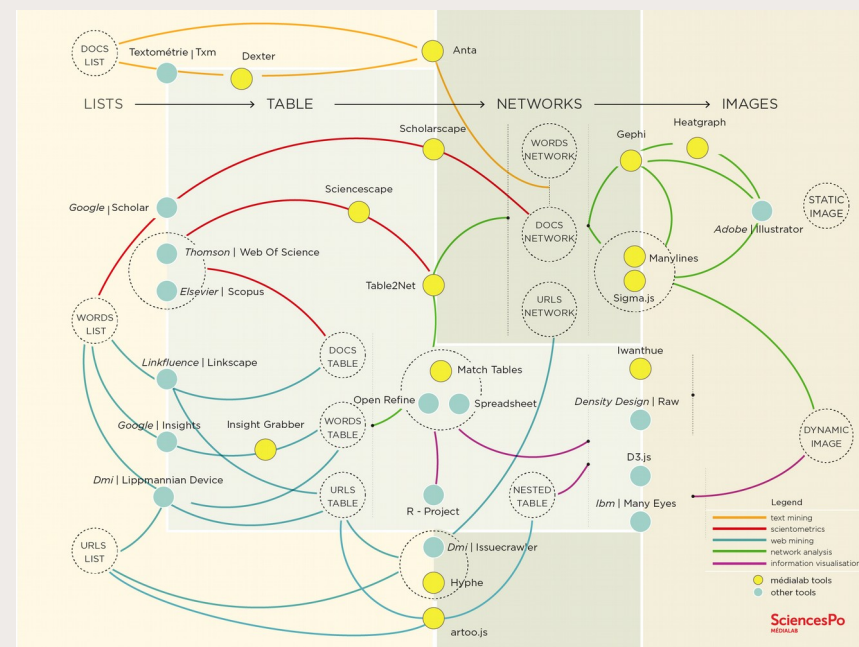 DOCS
LIST
Textométrie | Txm
Dexter
Anta
LISTS
TABLE
NETWORKS
IMAGES
Scholarscape
WORDS
NETWORK
Gephi
Heatgraph
Google | Scholar
Sciencescape
DOCS
NETWORK
STATIC
IMAGE
Adobe | Illustrator
Thomson | Web Of Science
Elsevier | Scopus
Table2Net
Manylines
Sigma.js
URLS
NETWORK
WORDS
LIST
DOCS
TABLE
Linkfluence | Linkscape
Match Tables
Iwanthue
Open Refine
Spreadsheet
Density Design | Raw
Google | Insights
Insight Grabber
WORDS
TABLE
DYNAMIC
IMAGE
D3.js
Dmi | Lippmannian Device
URLS
TABLE
R - Project
NESTED
TABLE
Ibm | Many Eyes
URLS
LIST
Dmi | Issuecrawler
Hyphe
artoo.js
Legend
text mining
scientometrics
web mining
network analysis
information visualisation
médialab tools
other tools
SciencesPo
MÉDIALAB